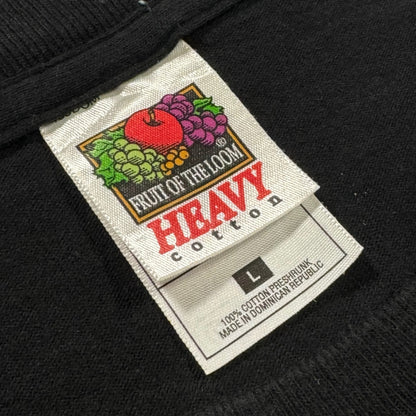 FRUIT OF THE LOOM ®
HEAVY
cotton
L
100% COTTON PRESHRUNK
MADE IN DOMINICAN REPUBLIC